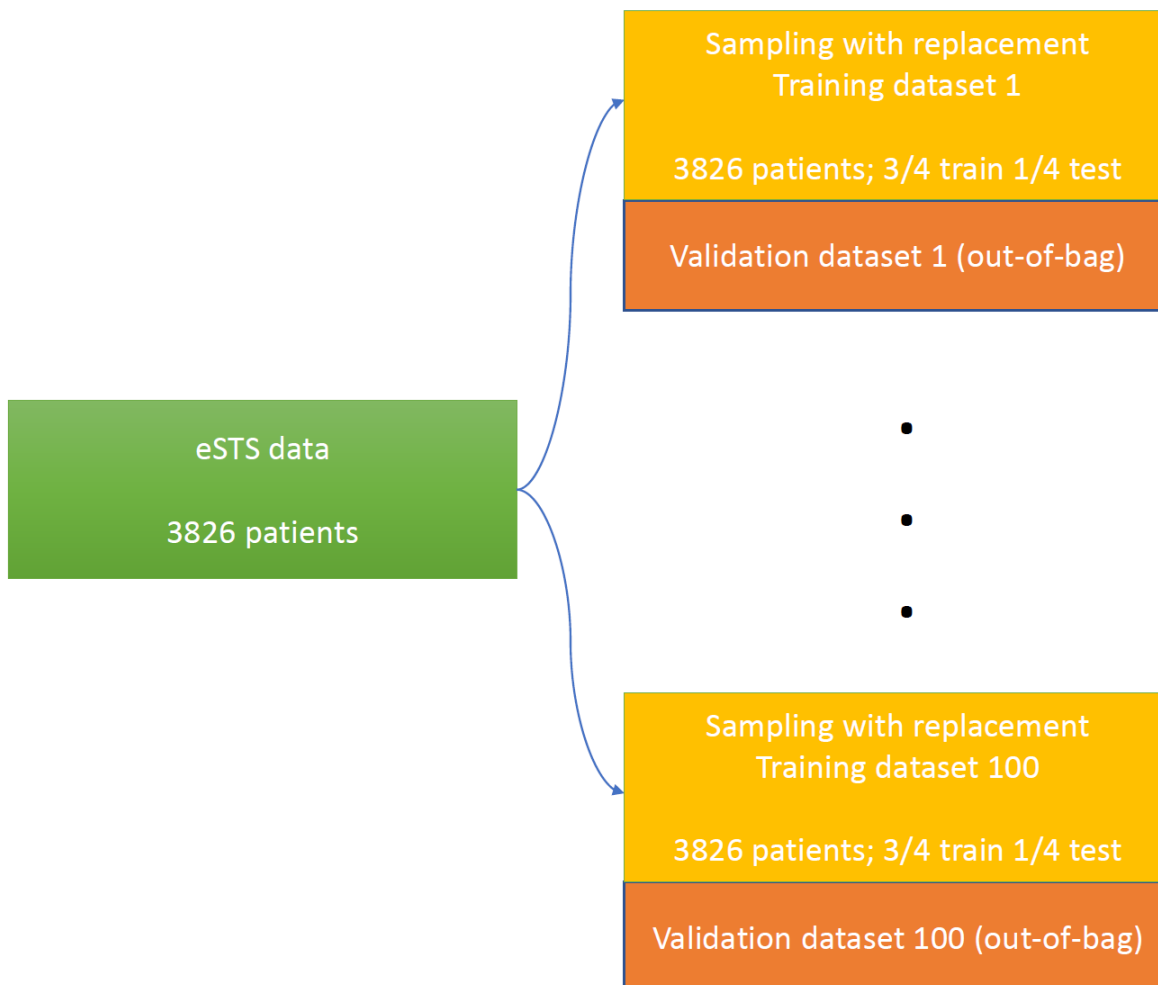 Sampling with replacement
Training dataset 1
3826 patients; 3/4 train 1/4 test
Validation dataset 1 (out-of-bag)
eSTS data
3826 patients
Sampling with replacement
Training dataset 100
3826 patients; 3/4 train 1/4 test
Validation dataset 100 (out-of-bag)